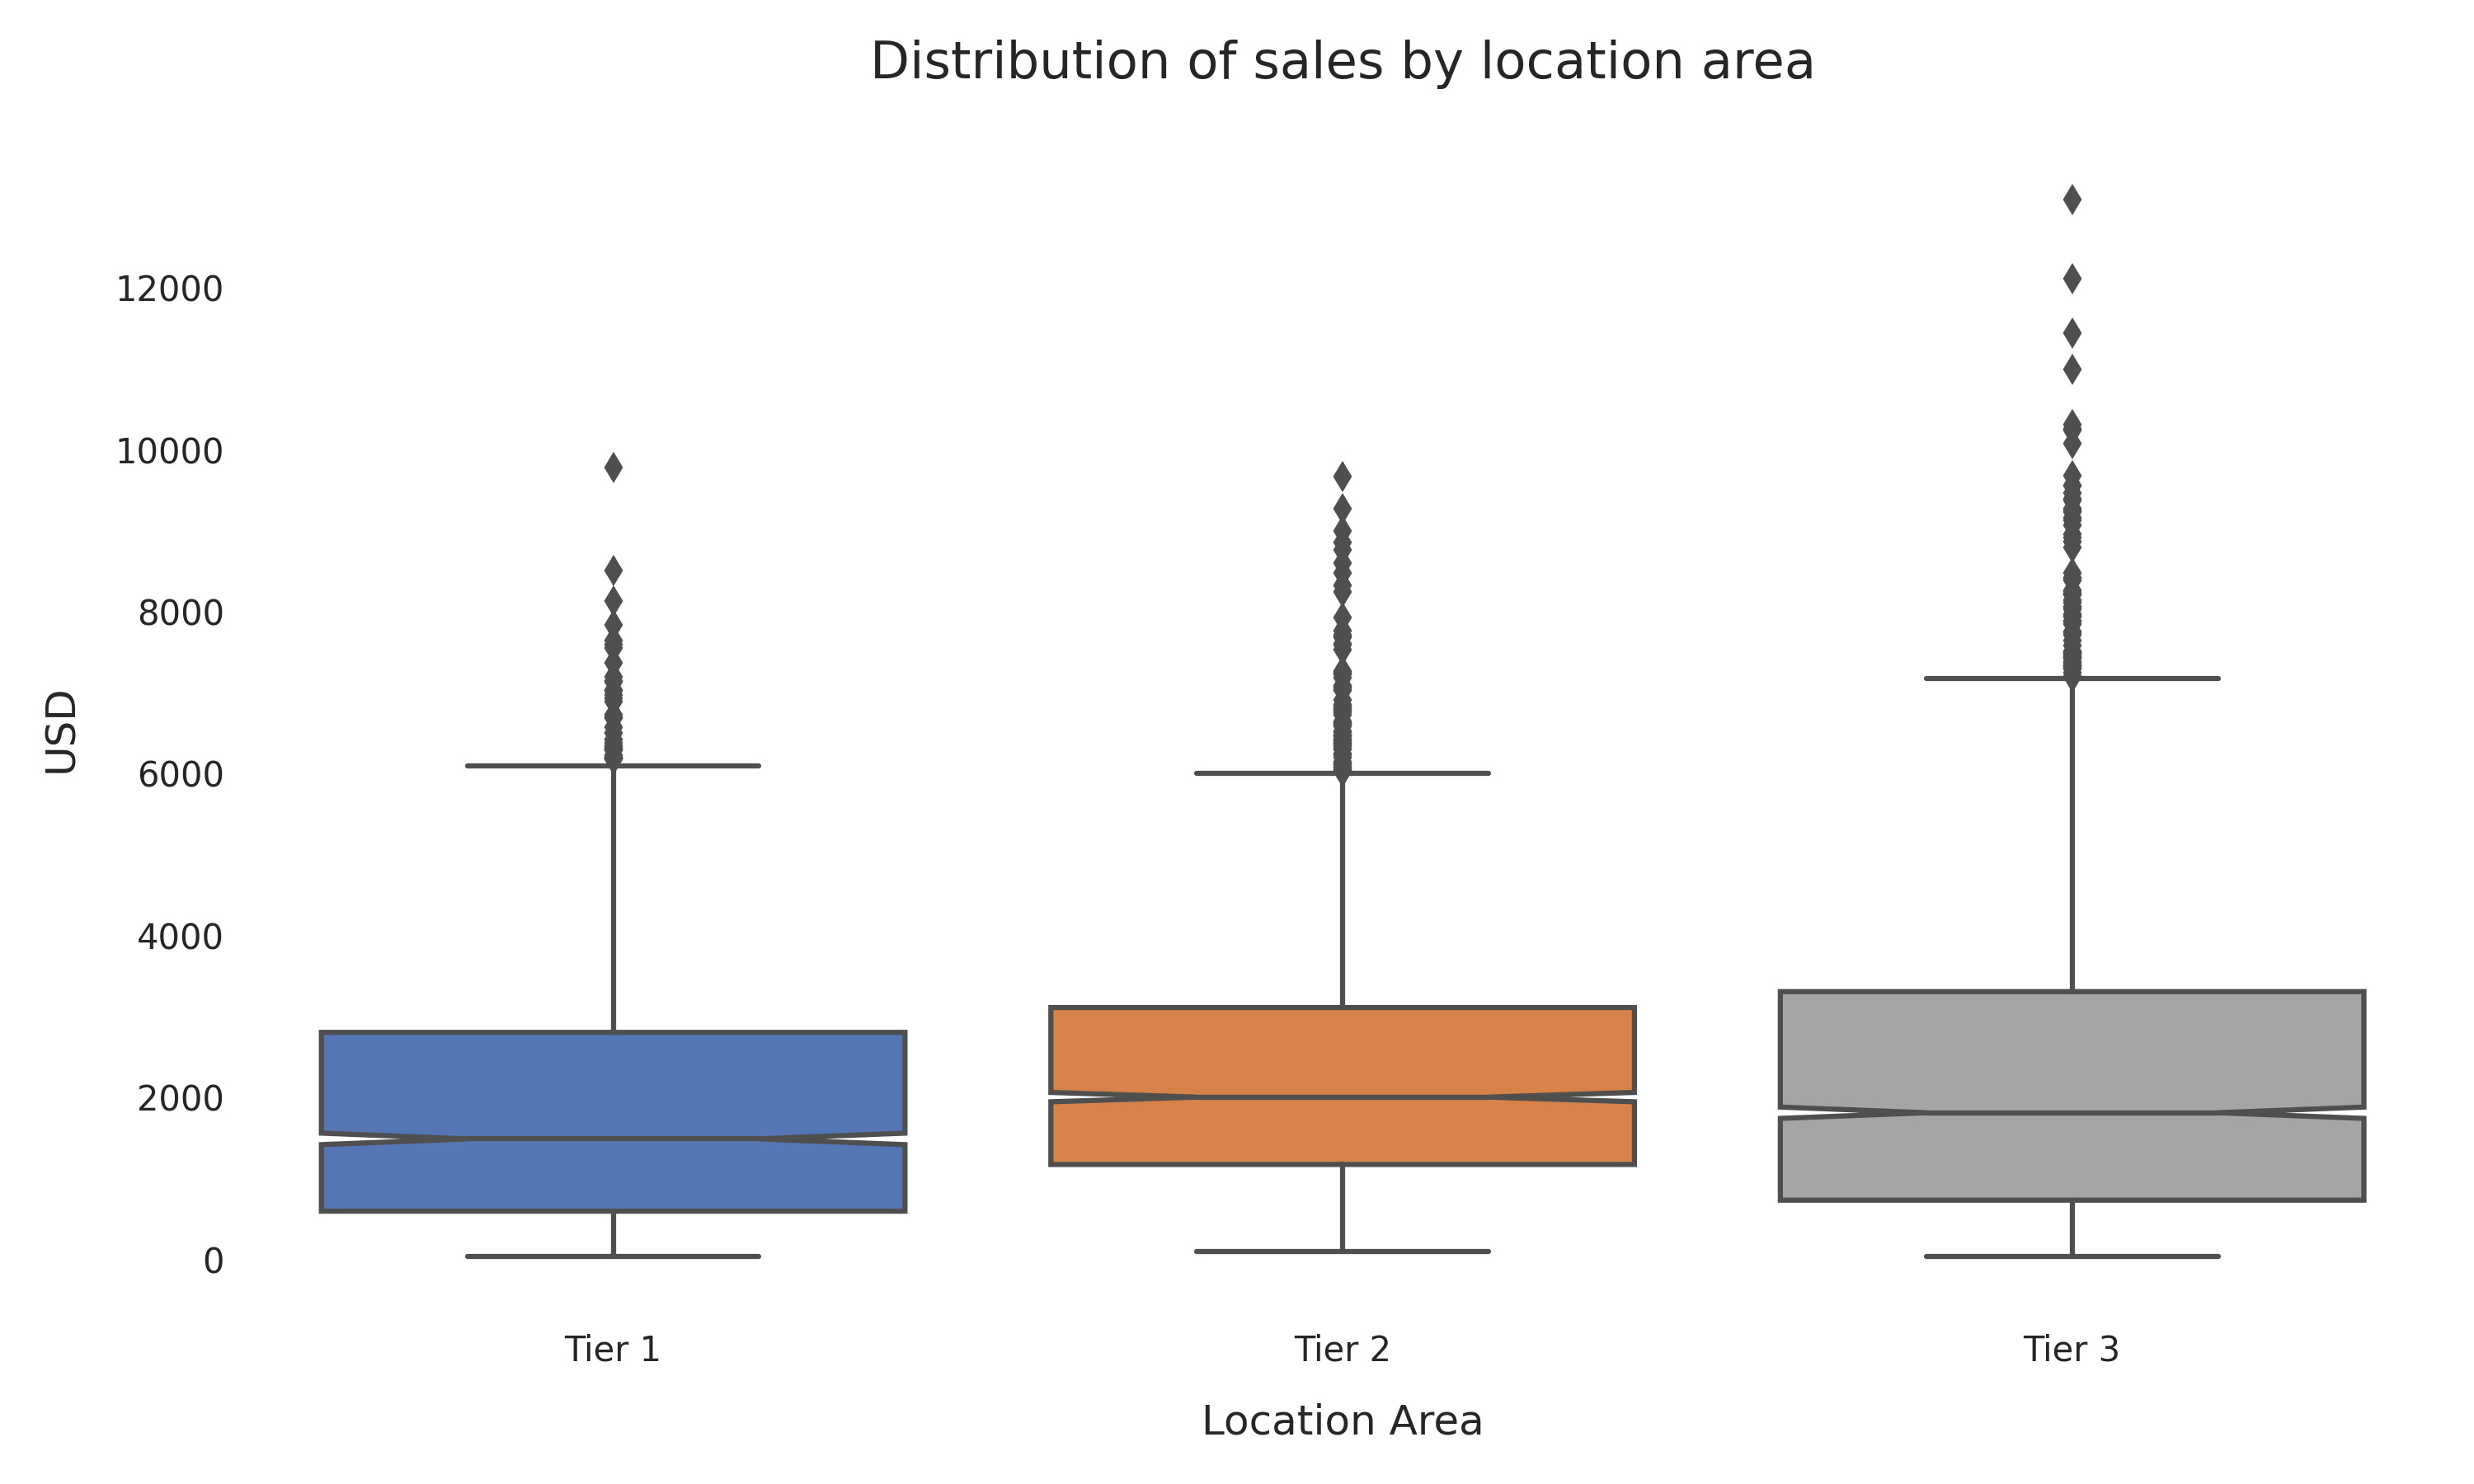 Distribution of sales by location area
12000
10000
8000
6000
4000
2000
0
USD
Tier 1
Tier 2
Tier 3
Location Area